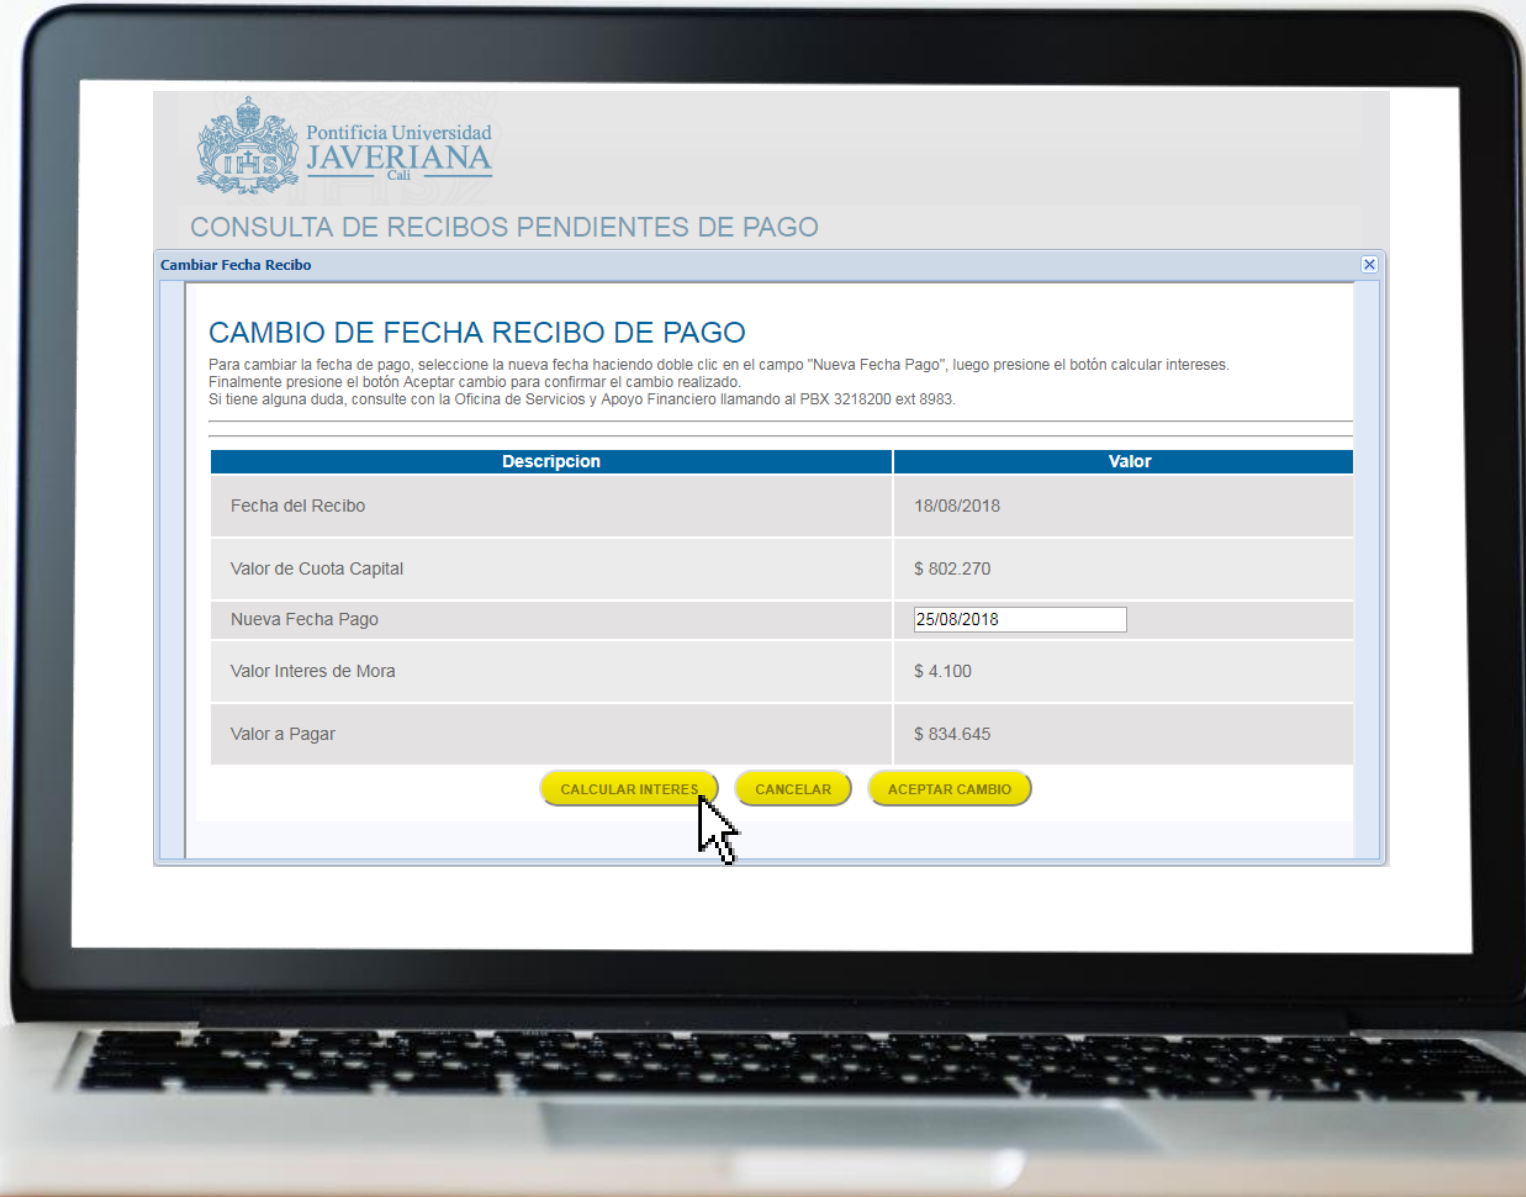 Pontificia Universidad
JAVERIANA
Cali
IHS
CONSULTA DE RECIBOS PENDIENTES DE PAGO
Cambiar Fecha Recibo
CAMBIO DE FECHA RECIBO DE PAGO
Para cambiar la fecha de pago, seleccione la nueva fecha haciendo doble clic en el campo "Nueva Fecha Pago", luego presione el botón calcular intereses.
Finalmente presione el botón Aceptar cambio para confirmar el cambio realizado.
Si tiene alguna duda, consulte con la Oficina de Servicios y Apoyo Financiero llamando al PBX 3218200 ext 8983.
Descripcion Valor
Fecha del Recibo 18/08/2018
Valor de Cuota Capital $ 802.270
Nueva Fecha Pago 25/08/2018
Valor Interes de Mora $ 4.100
Valor a Pagar $ 834.645
CALCULAR INTERES CANCELAR ACEPTAR CAMBIO